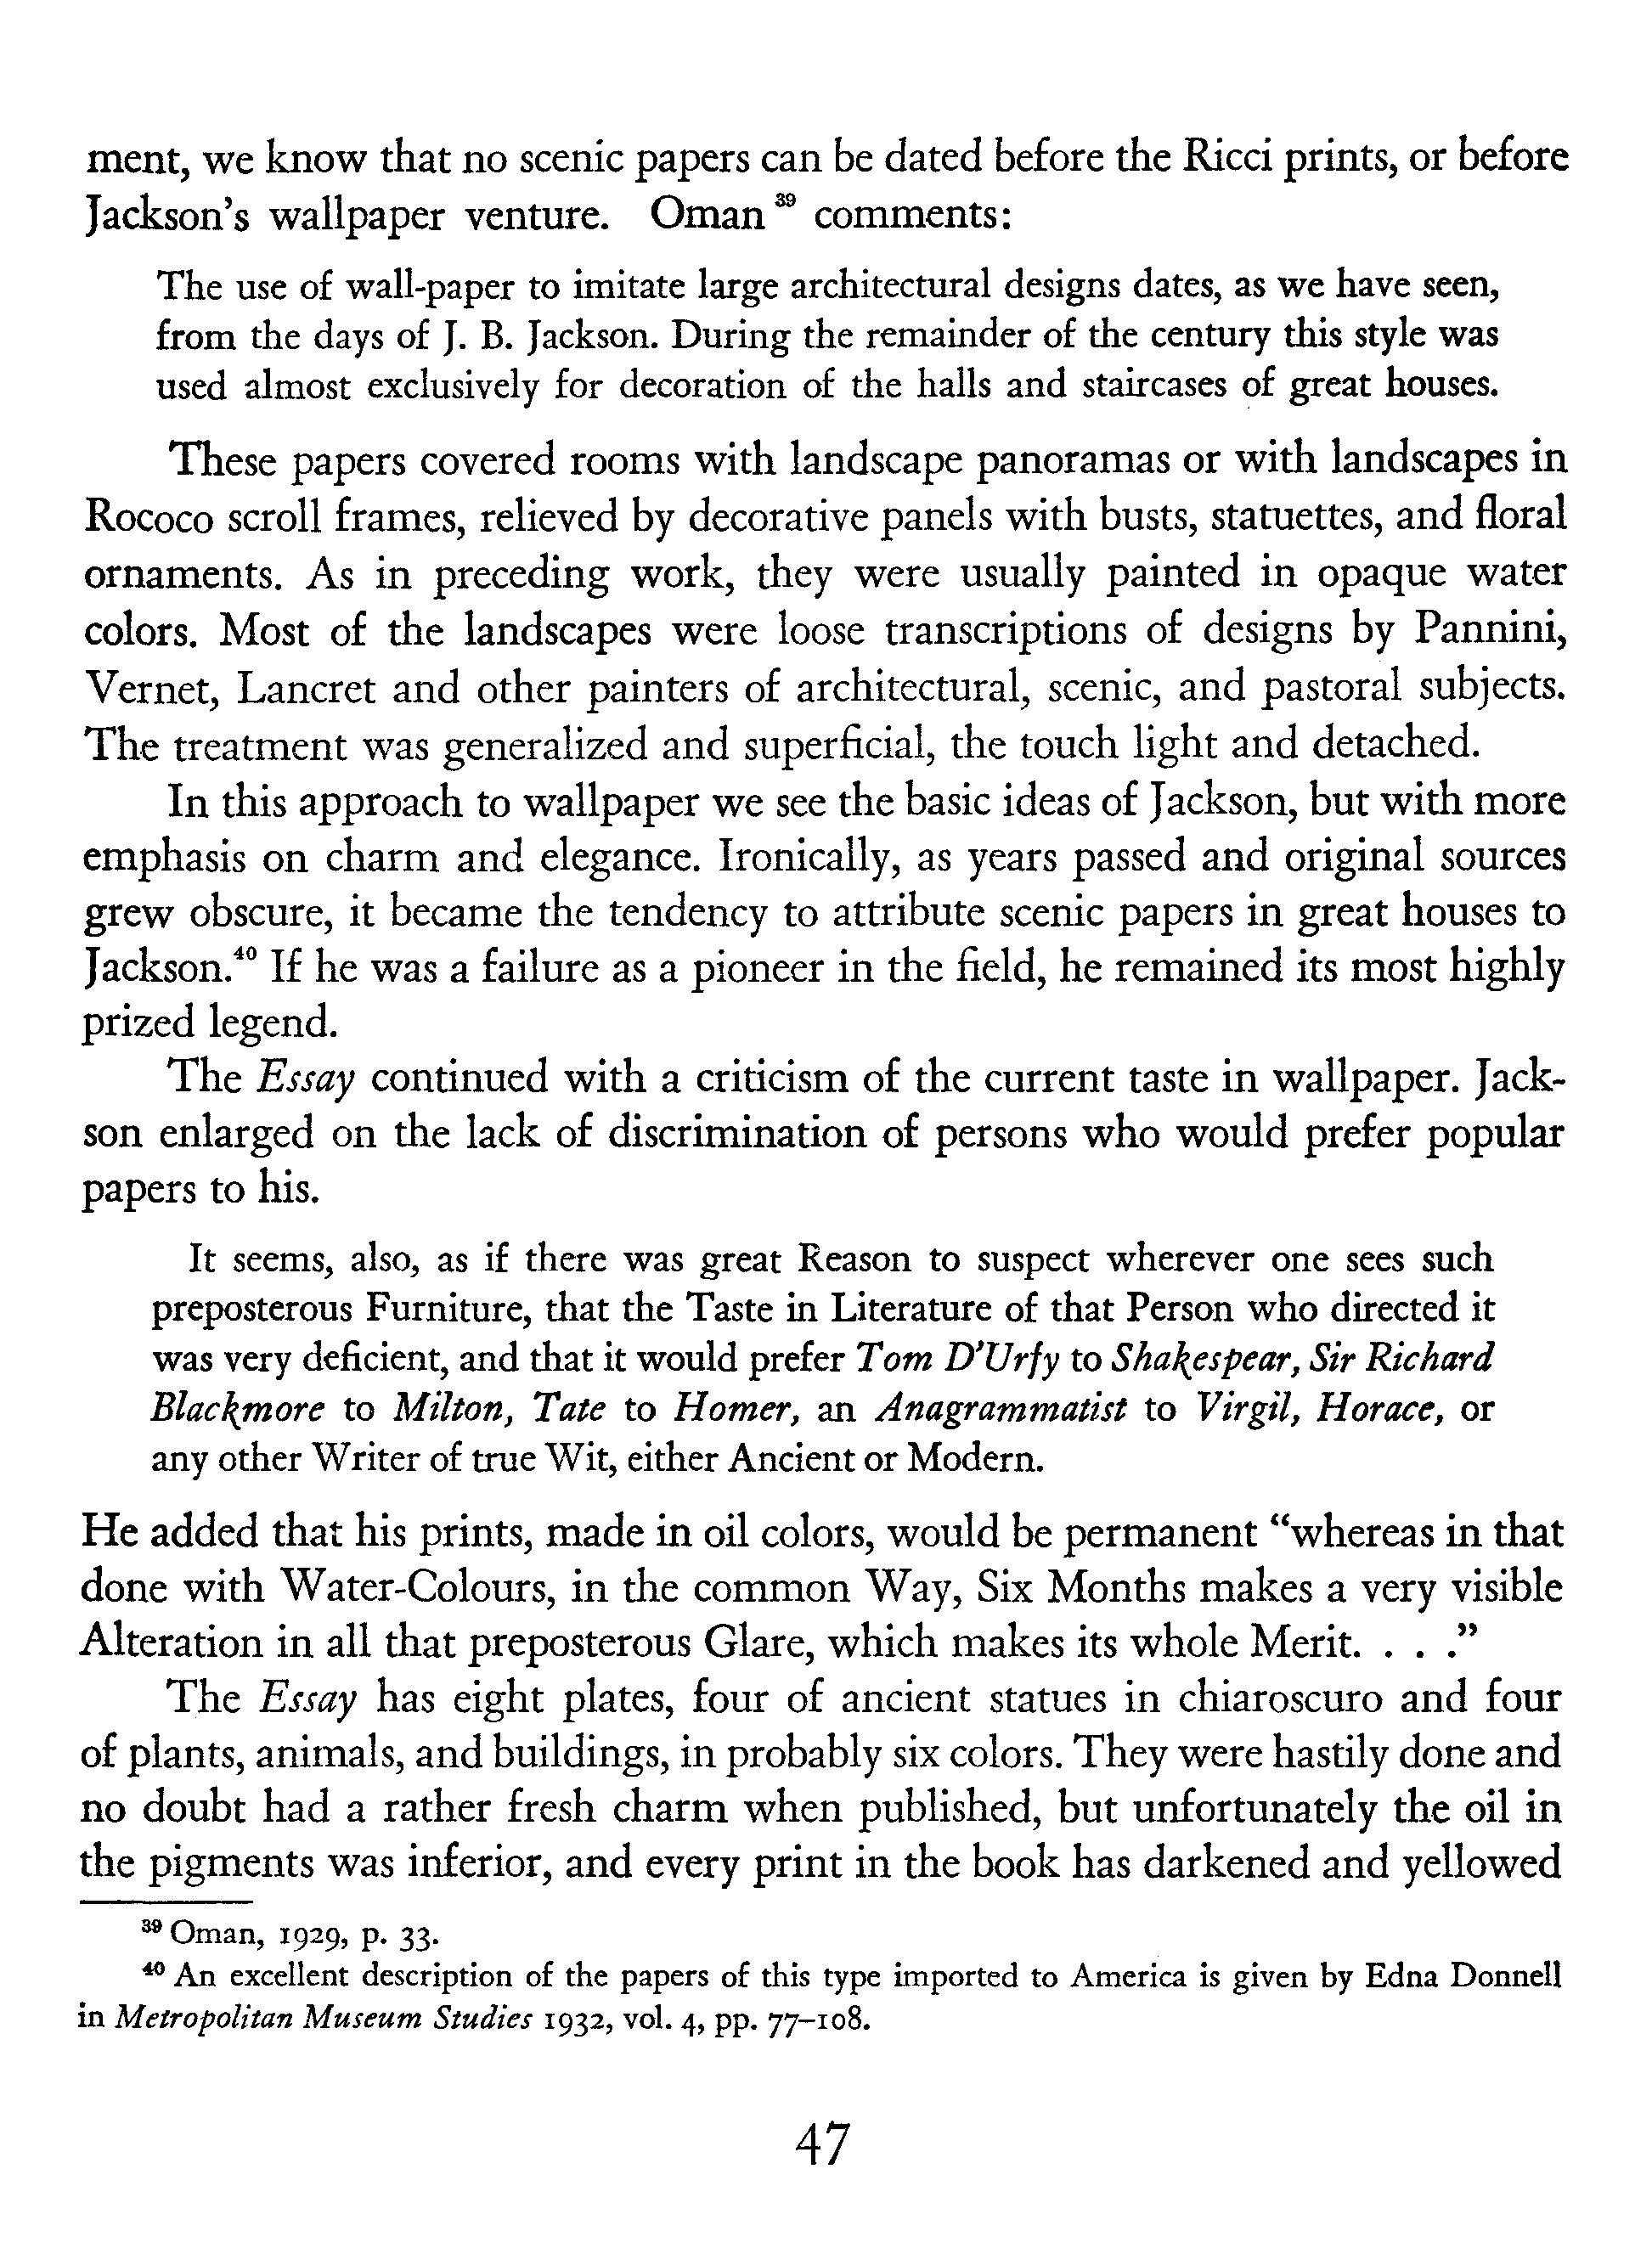 ment, we know that no scenic papers can be dated before the Ricci prints, or before
Jackson's wallpaper venture. Oman ³⁹ comments:
The use of wall-paper to imitate large architectural designs dates, as we have seen,
from the days of J. B. Jackson. During the remainder of the century this style was
used almost exclusively for decoration of the halls and staircases of great houses.
These papers covered rooms with landscape panoramas or with landscapes in
Rococo scroll frames, relieved by decorative panels with busts, statuettes, and floral
ornaments. As in preceding work, they were usually painted in opaque water
colors. Most of the landscapes were loose transcriptions of designs by Pannini,
Vernet, Lancret and other painters of architectural, scenic, and pastoral subjects.
The treatment was generalized and superficial, the touch light and detached.
In this approach to wallpaper we see the basic ideas of Jackson, but with more
emphasis on charm and elegance. Ironically, as years passed and original sources
grew obscure, it became the tendency to attribute scenic papers in great houses to
Jackson.⁴⁰ If he was a failure as a pioneer in the field, he remained its most highly
prized legend.
The Essay continued with a criticism of the current taste in wallpaper. Jack-
son enlarged on the lack of discrimination of persons who would prefer popular
papers to his.
It seems, also, as if there was great Reason to suspect wherever one sees such
preposterous Furniture, that the Taste in Literature of that Person who directed it
was very deficient, and that it would prefer Tom D'Urfy to Shakespear, Sir Richard
Blackmore to Milton, Tate to Homer, an Anagrammatist to Virgil, Horace, or
any other Writer of true Wit, either Ancient or Modern.
He added that his prints, made in oil colors, would be permanent “whereas in that
done with Water-Colours, in the common Way, Six Months makes a very visible
Alteration in all that preposterous Glare, which makes its whole Merit. . . .”
The Essay has eight plates, four of ancient statues in chiaroscuro and four
of plants, animals, and buildings, in probably six colors. They were hastily done and
no doubt had a rather fresh charm when published, but unfortunately the oil in
the pigments was inferior, and every print in the book has darkened and yellowed
³⁹ Oman, 1929, p. 33.
⁴⁰ An excellent description of the papers of this type imported to America is given by Edna Donnell
in Metropolitan Museum Studies 1932, vol. 4, pp. 77–108.
47